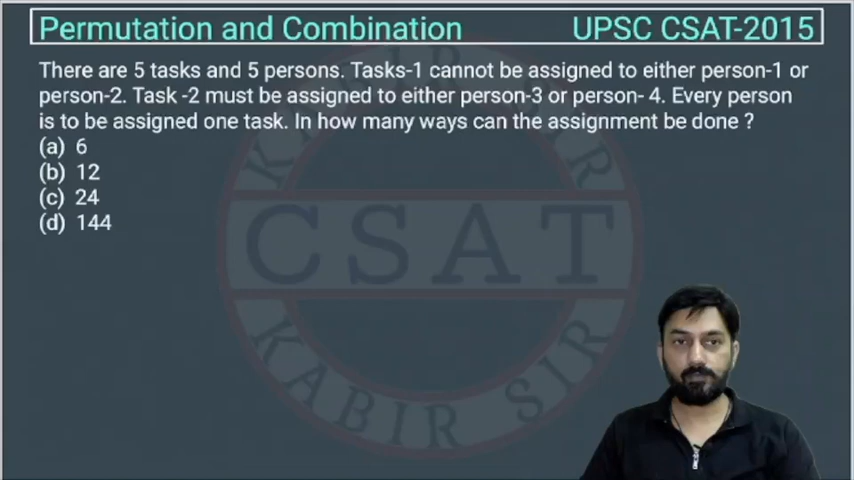 Permutation and Combination UPSC CSAT-2015
There are 5 tasks and 5 persons. Tasks-1 cannot be assigned to either person-1 or
person-2. Task -2 must be assigned to either person-3 or person- 4. Every person
is to be assigned one task. In how many ways can the assignment be done ?
(a) 6
(b) 12
(c) 24
(d) 144
KABIR SIR
CSAT
KABIR SIR